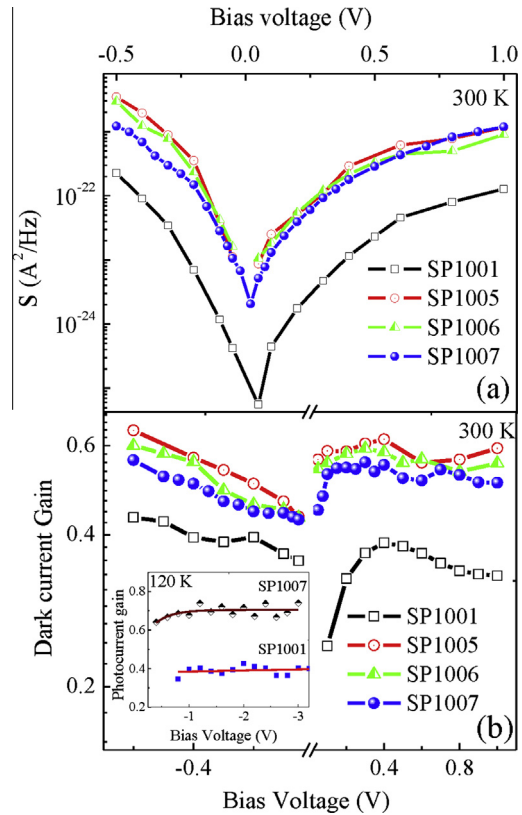 Bias voltage (V)
-0.5 0.0 0.5 1.0
300 K
S (A²/Hz)
10⁻²²
10⁻²⁴
SP1001
SP1005
SP1006
SP1007
(a)
300 K
Dark current Gain
0.6
0.4
0.2
120 K
SP1007
SP1001
Photocurrent gain
0.8
0.6
0.4
0.2
0 -1 -2 -3
Bias Voltage (V)
SP1001
SP1005
SP1006
SP1007
(b)
-0.4 0.4 0.8
Bias Voltage (V)